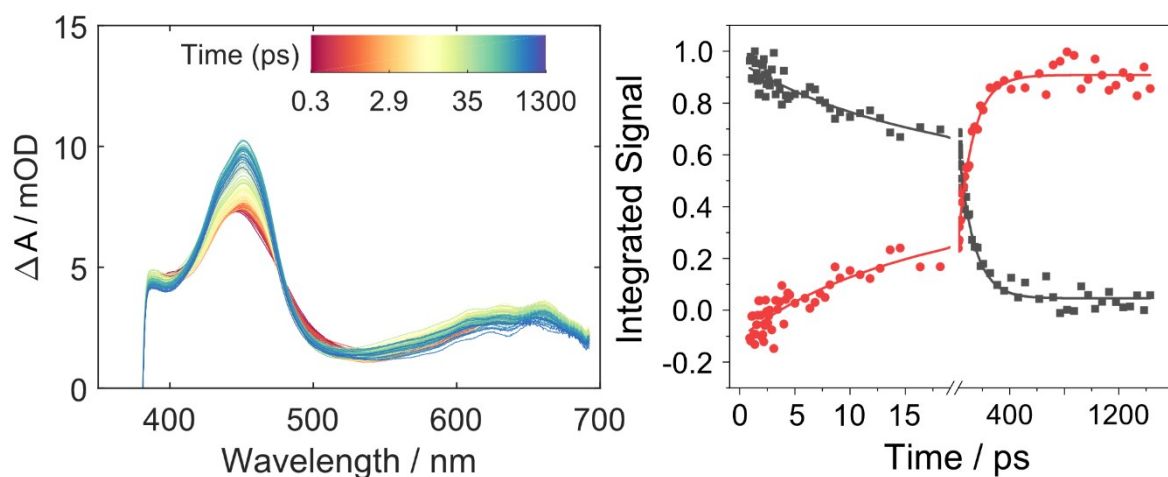 15
10
5
0
400
500
600
700
ΔA / mOD
Wavelength / nm
Time (ps)
0.3 2.9 35 1300
1.0
0.8
0.6
0.4
0.2
0.0
-0.2
Integrated Signal
0 5 10 15 400 800 1200
Time / ps